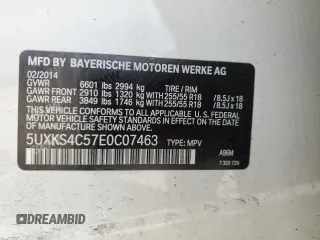 MFD BY BAYERISCHE MOTOREN WERKE AG
02/2014
GVWR 6601 lbs 2994 kg TIRE / RIM
GAWR FRONT 2910 lbs 1320 kg WITH 255/55 R18 / 8.5J x 18
GAWR REAR 3849 lbs 1746 kg WITH 255/55 R18 / 8.5J x 18
THIS VEHICLE CONFORMS TO ALL APPLICABLE U. S. FEDERAL
MOTOR VEHICLE SAFETY STANDARDS IN EFFECT ON THE
DATE OF MANUFACTURE SHOWN ABOVE.
5UXKS4C57E0C07463 TYPE: MPV
A96M
T 320 729